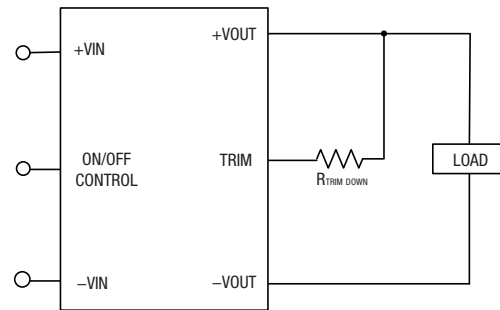 +VIN
+VOUT
ON/OFF
CONTROL
TRIM
LOAD
RTRIM DOWN
–VIN
–VOUT